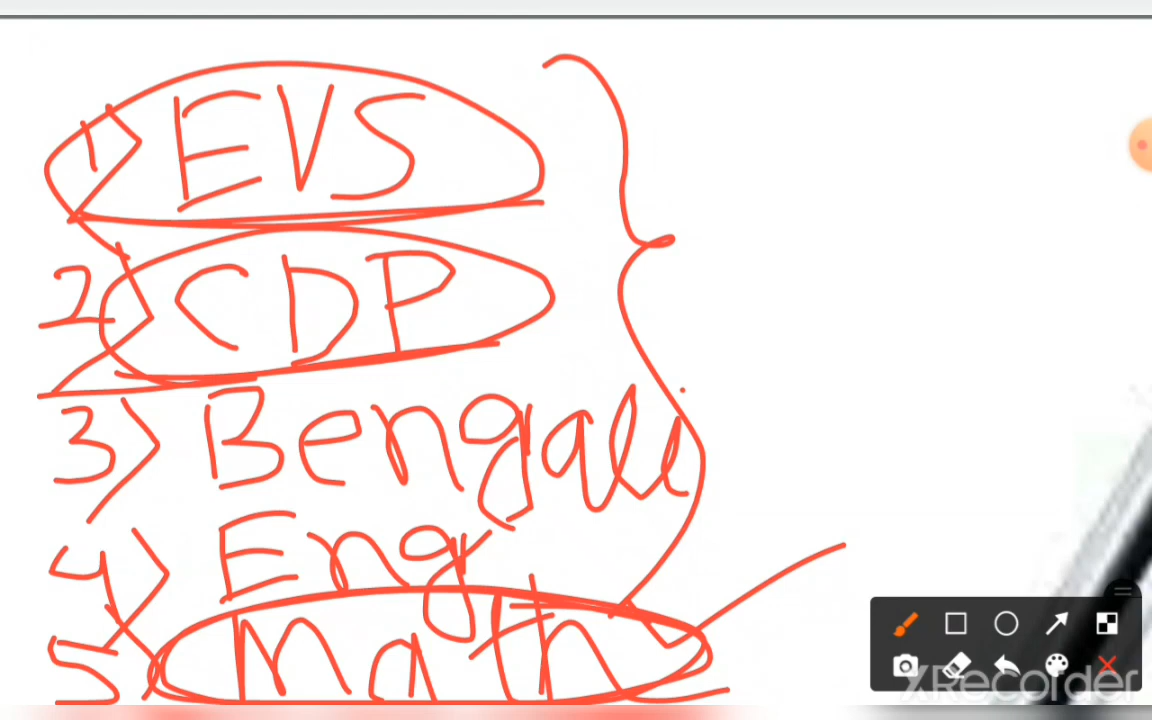 1) EVS
2) CDP
3) Bengali
4) Eng
5) Math
XRecorder